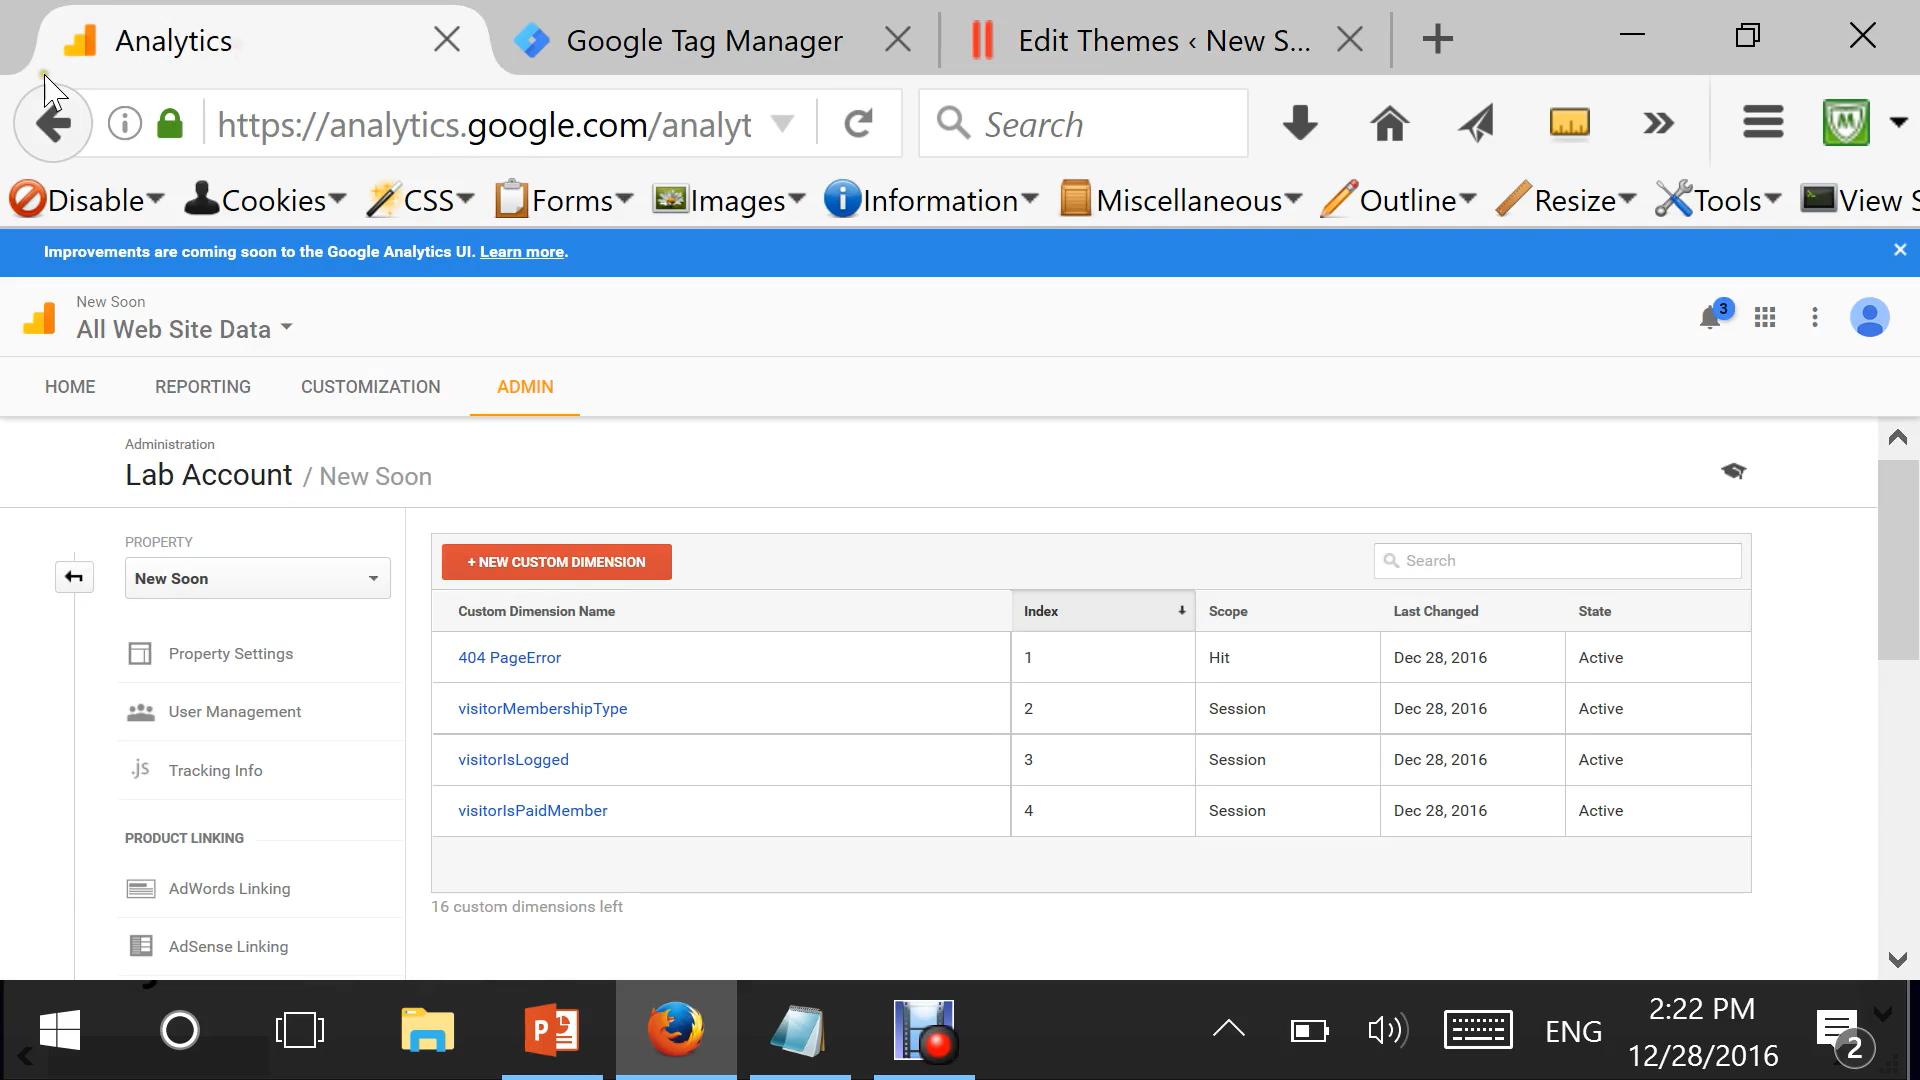 Analytics
Google Tag Manager
Edit Themes ‹ New S...
https://analytics.google.com/analyt
Search
Disable
Cookies
CSS
Forms
Images
Information
Miscellaneous
Outline
Resize
Tools
View S
Improvements are coming soon to the Google Analytics UI. Learn more.
New Soon
All Web Site Data
3
HOME
REPORTING
CUSTOMIZATION
ADMIN
Administration
Lab Account / New Soon
PROPERTY
New Soon
Property Settings
User Management
.js Tracking Info
PRODUCT LINKING
AdWords Linking
AdSense Linking
+ NEW CUSTOM DIMENSION
Search
Custom Dimension Name Index Scope Last Changed State
404 PageError 1 Hit Dec 28, 2016 Active
visitorMembershipType 2 Session Dec 28, 2016 Active
visitorIsLogged 3 Session Dec 28, 2016 Active
visitorIsPaidMember 4 Session Dec 28, 2016 Active
16 custom dimensions left
ENG
2:22 PM
12/28/2016
2